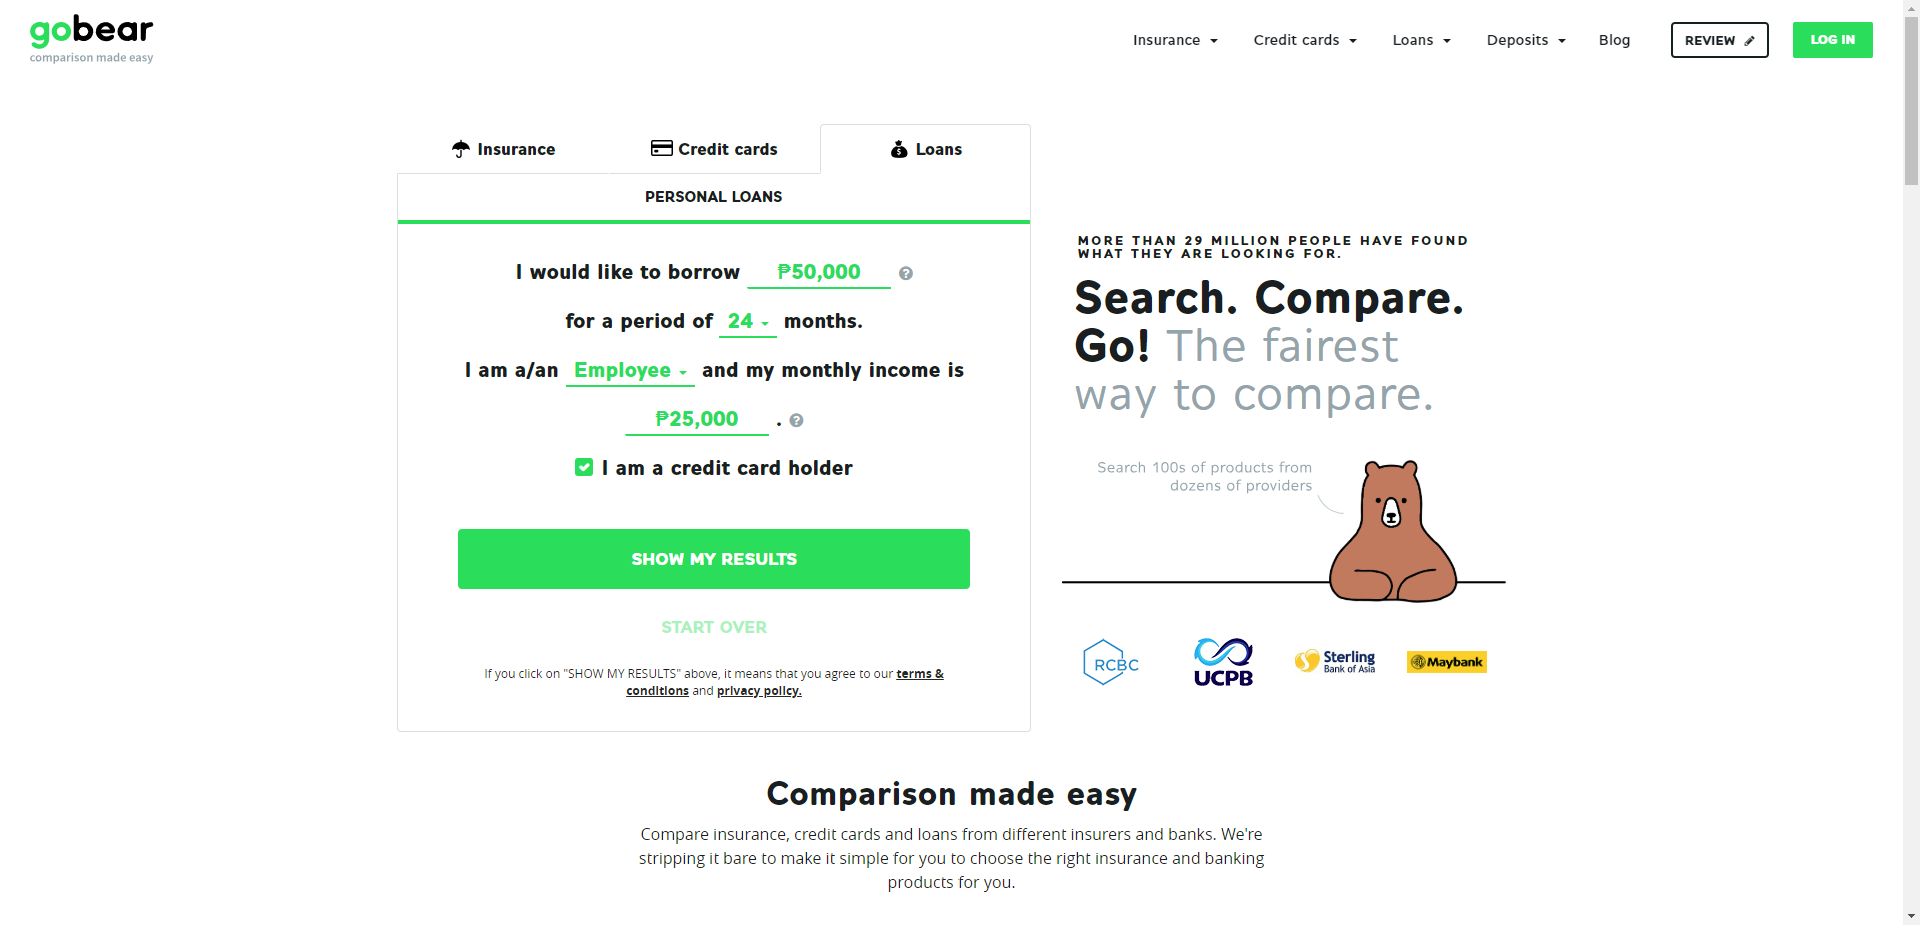 gobear
comparison made easy
Insurance
Credit cards
Loans
Deposits
Blog
REVIEW
LOG IN
Insurance
Credit cards
Loans
PERSONAL LOANS
I would like to borrow ₱50,000
for a period of 24 months.
I am a/an Employee and my monthly income is
₱25,000 .
I am a credit card holder
SHOW MY RESULTS
START OVER
If you click on "SHOW MY RESULTS" above, it means that you agree to our terms &
conditions and privacy policy.
MORE THAN 29 MILLION PEOPLE HAVE FOUND
WHAT THEY ARE LOOKING FOR.
Search. Compare.
Go! The fairest
way to compare.
Search 100s of products from
dozens of providers
RCBC
UCPB
Sterling
Bank of Asia
Maybank
Comparison made easy
Compare insurance, credit cards and loans from different insurers and banks. We're
stripping it bare to make it simple for you to choose the right insurance and banking
products for you.